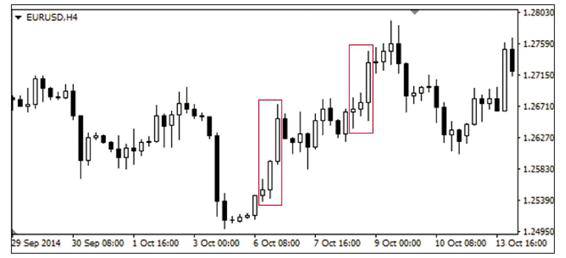 EURUSD,H4
1.28030
1.27590
1.27150
1.26710
1.26270
1.25830
1.25390
1.24950
29 Sep 2014
30 Sep 08:00
1 Oct 16:00
3 Oct 00:00
6 Oct 08:00
7 Oct 16:00
9 Oct 00:00
10 Oct 08:00
13 Oct 16:00